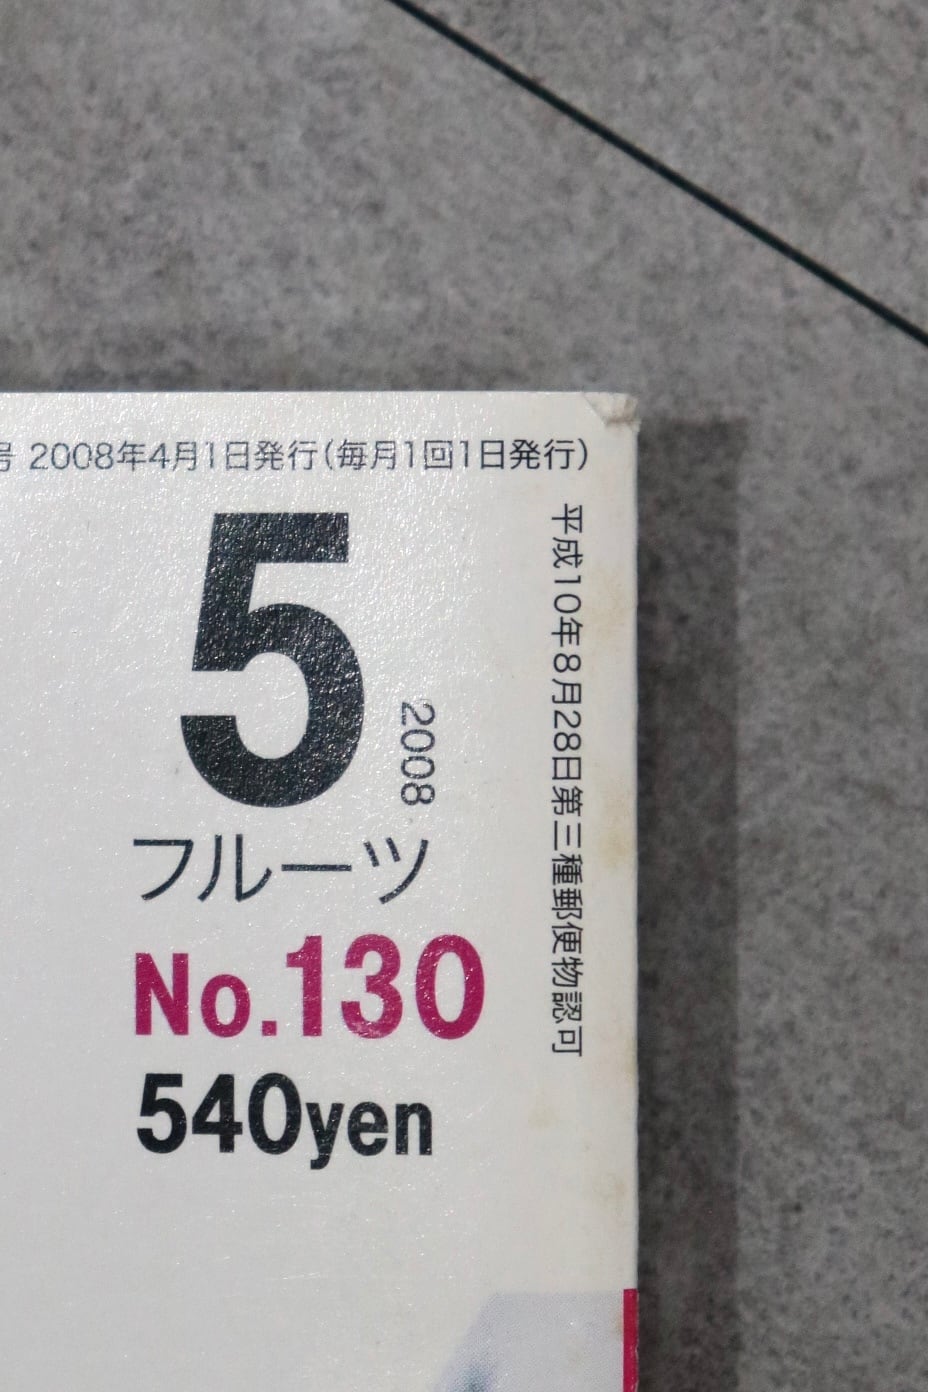 号 2008年4月1日発行(毎月1回1日発行)
平成10年8月28日第三種郵便物認可
5
2008
フルーツ
No.130
540yen